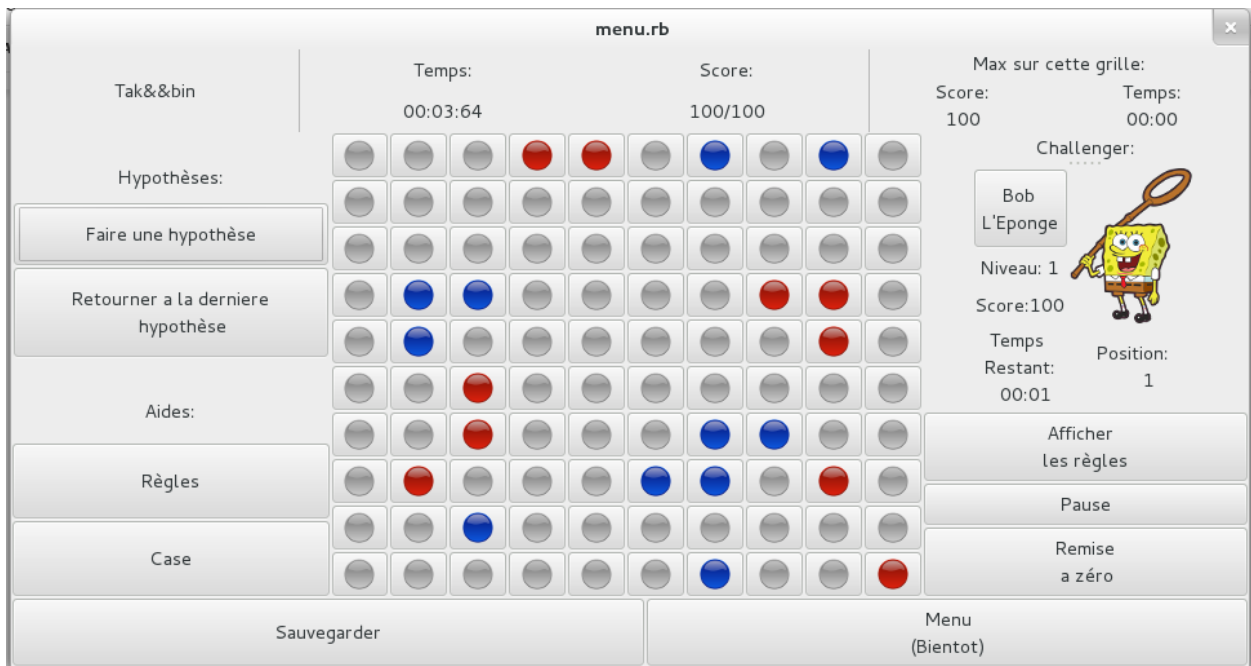 menu.rb
Tak&&bin
Temps:
Score:
00:03:64
100/100
Max sur cette grille:
Score:
Temps:
100
00:00
Challenger:
Bob
L'Eponge
Niveau: 1
Score:100
Temps
Restant:
00:01
Position:
1
Hypothèses:
Faire une hypothèse
Retourner a la derniere
hypothèse
Aides:
Règles
Case
Afficher
les règles
Pause
Remise
a zéro
Sauvegarder
Menu
(Bientot)